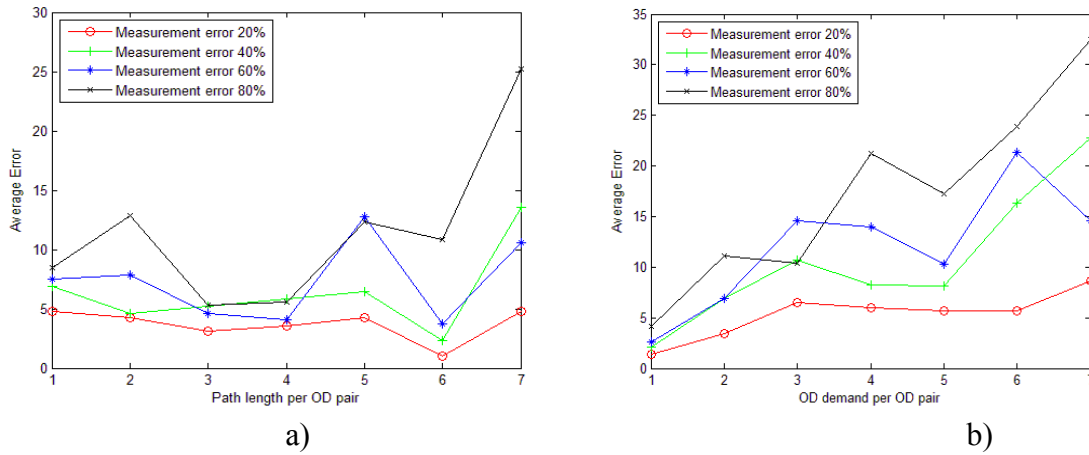 30
25
20
15
10
5
0
Average Error
Measurement error 20%
Measurement error 40%
Measurement error 60%
Measurement error 80%
1 2 3 4 5 6 7
Path length per OD pair
a)
35
30
25
20
15
10
5
0
Average Error
Measurement error 20%
Measurement error 40%
Measurement error 60%
Measurement error 80%
1 2 3 4 5 6
OD demand per OD pair
b)